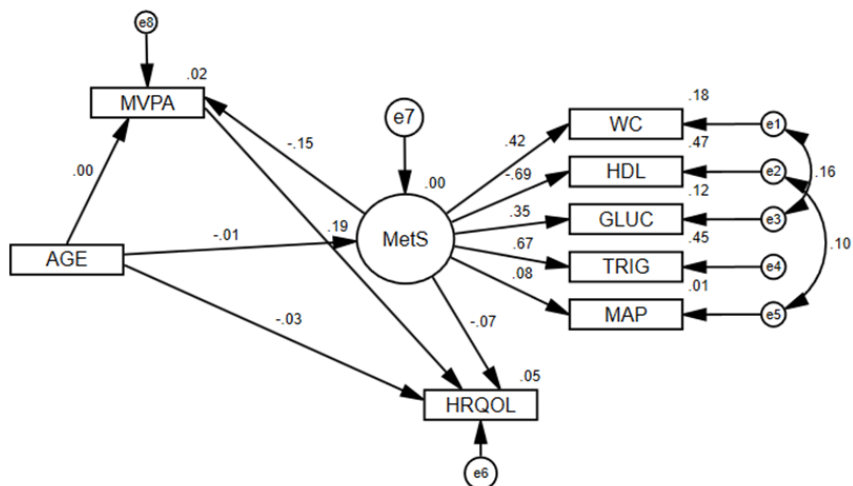 e8
.02
MVPA
.00
-.15
e7
.00
MetS
.18
WC
e1
.42
.47
HDL
e2
-.69
.12
.16
GLUC
e3
.35
.45
TRIG
e4
.67
.01
.10
MAP
e5
.08
AGE
-.01
.19
-.03
-.07
.05
HRQOL
e6